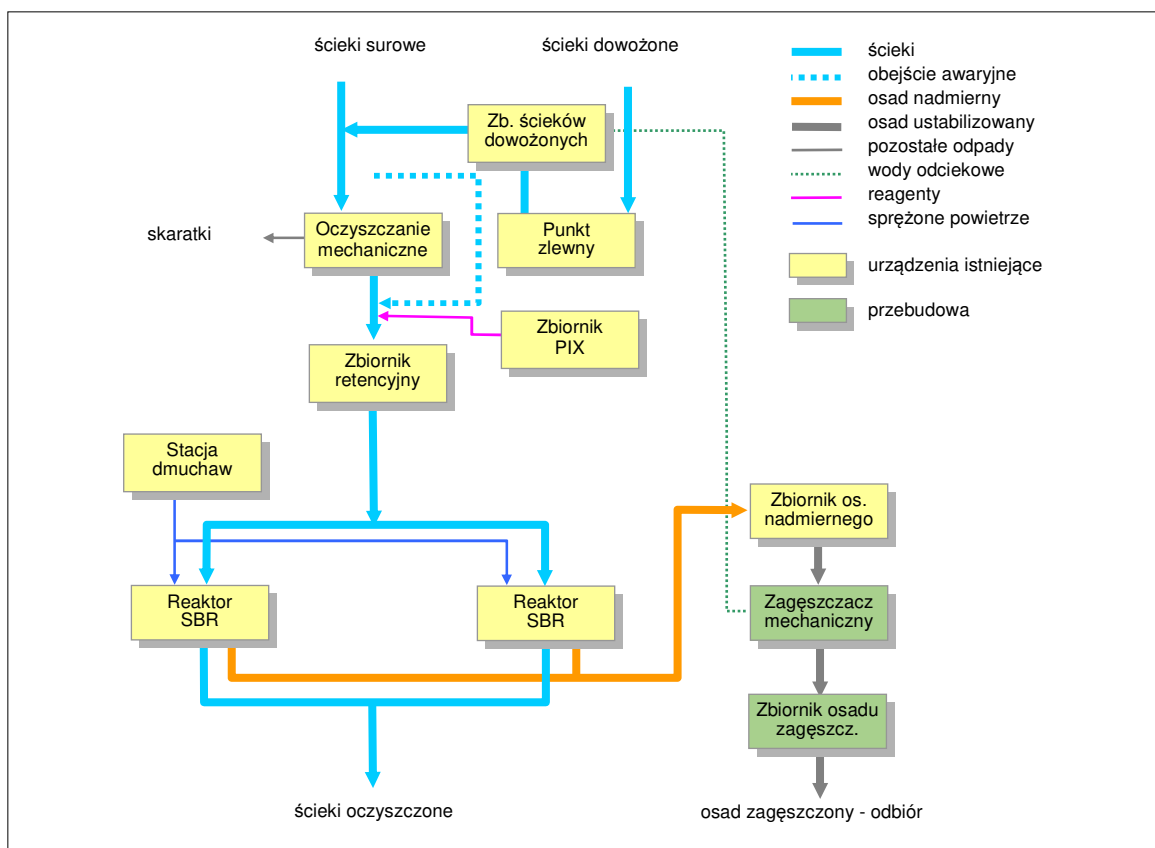 ścieki surowe
ścieki dowożone
Zb. ścieków
dowożonych
skaratki
Oczyszczanie
mechaniczne
Punkt
zlewny
Zbiornik
PIX
Zbiornik
retencyjny
Stacja
dmuchaw
Reaktor
SBR
Reaktor
SBR
ścieki oczyszczone
Zbiornik os.
nadmiernego
Zagęszczacz
mechaniczny
Zbiornik osadu
zagęszcz.
osad zagęszczony - odbiór
ścieki
obejście awaryjne
osad nadmierny
osad ustabilizowany
pozostałe odpady
wody odciekowe
reagenty
sprężone powietrze
urządzenia istniejące
przebudowa